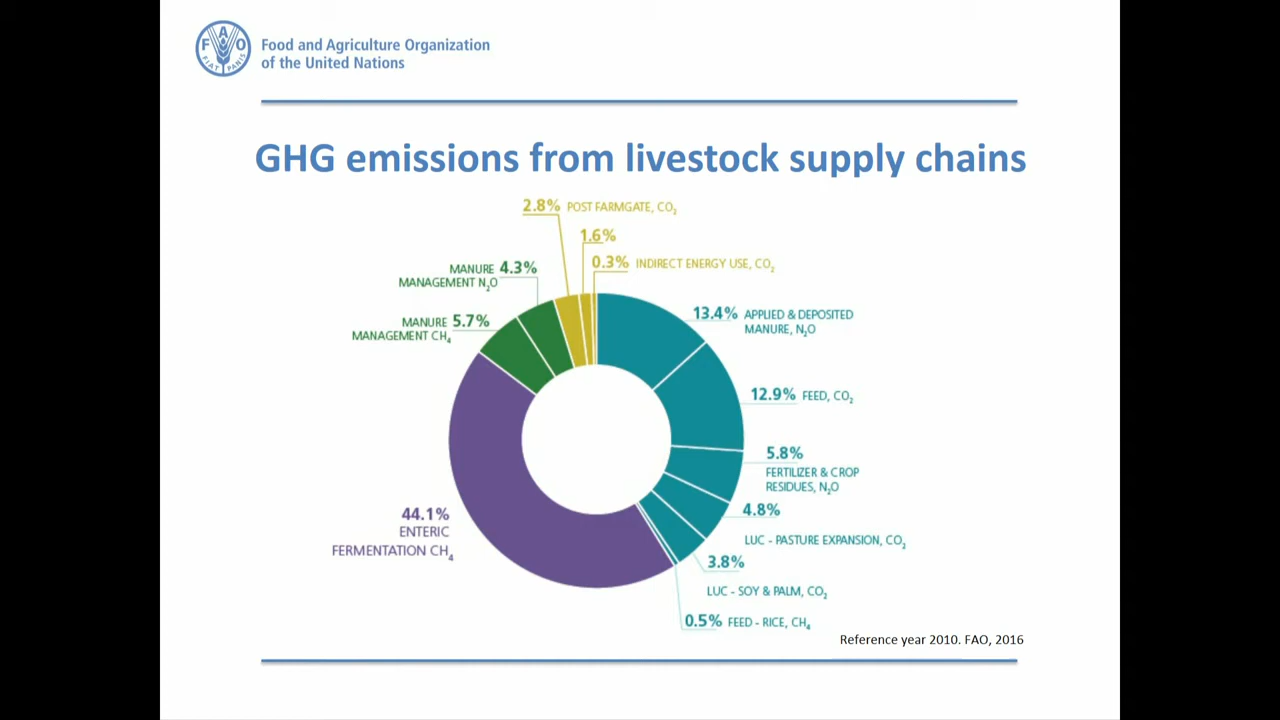 FAO
FIAT PANIS
Food and Agriculture Organization
of the United Nations
GHG emissions from livestock supply chains
2.8% POST FARMGATE, CO₂
1.6%
0.3% INDIRECT ENERGY USE, CO₂
MANURE 4.3%
MANAGEMENT N₂O
MANURE 5.7%
MANAGEMENT CH₄
13.4% APPLIED & DEPOSITED
MANURE, N₂O
12.9% FEED, CO₂
5.8%
FERTILIZER & CROP
RESIDUES, N₂O
4.8%
LUC - PASTURE EXPANSION, CO₂
3.8%
LUC - SOY & PALM, CO₂
0.5% FEED - RICE, CH₄
44.1%
ENTERIC
FERMENTATION CH₄
Reference year 2010. FAO, 2016